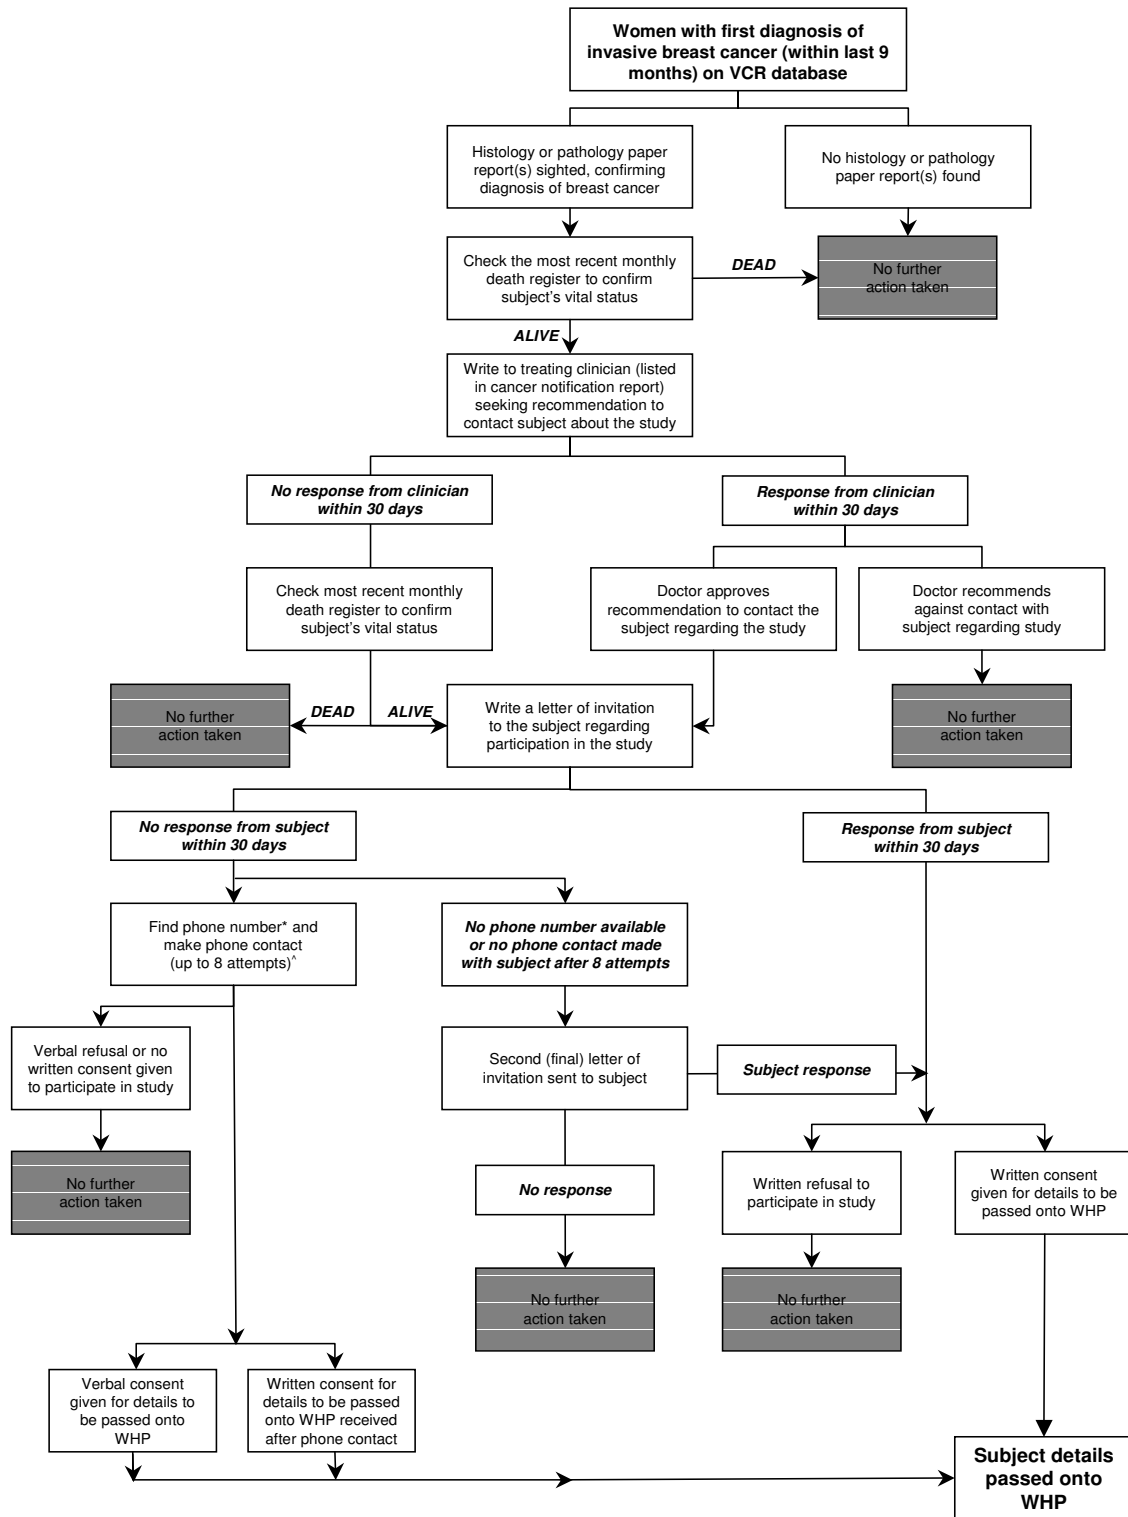 Women with first diagnosis of
invasive breast cancer (within last 9
months) on VCR database
Histology or pathology paper
report(s) sighted, confirming
diagnosis of breast cancer
No histology or pathology
paper report(s) found
Check the most recent monthly
death register to confirm
subject's vital status
DEAD
No further
action taken
ALIVE
Write to treating clinician (listed
in cancer notification report)
seeking recommendation to
contact subject about the study
No response from clinician
within 30 days
Response from clinician
within 30 days
Check most recent monthly
death register to confirm
subject's vital status
Doctor approves
recommendation to contact the
subject regarding the study
Doctor recommends
against contact with
subject regarding study
No further
action taken
DEAD
ALIVE
Write a letter of invitation
to the subject regarding
participation in the study
No further
action taken
No response from subject
within 30 days
Response from subject
within 30 days
Find phone number* and
make phone contact
(up to 8 attempts)^
No phone number available
or no phone contact made
with subject after 8 attempts
Verbal refusal or no
written consent given
to participate in study
Second (final) letter of
invitation sent to subject
Subject response
No further
action taken
No response
Written refusal to
participate in study
Written consent
given for details to be
passed onto WHP
No further
action taken
No further
action taken
Verbal consent
given for details to
be passed onto
WHP
Written consent for
details to be passed
onto WHP received
after phone contact
Subject details
passed onto
WHP